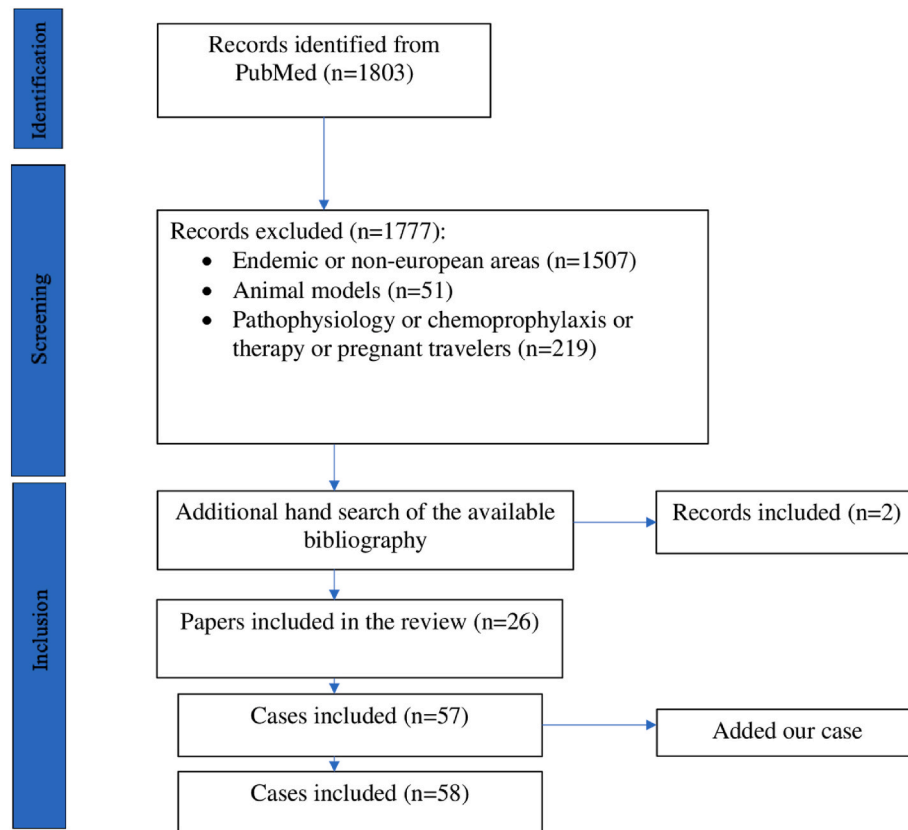 Identification
Records identified from
PubMed (n=1803)
Screening
Records excluded (n=1777):
• Endemic or non-european areas (n=1507)
• Animal models (n=51)
• Pathophysiology or chemoprophylaxis or
therapy or pregnant travelers (n=219)
Inclusion
Additional hand search of the available
bibliography
Records included (n=2)
Papers included in the review (n=26)
Cases included (n=57)
Added our case
Cases included (n=58)